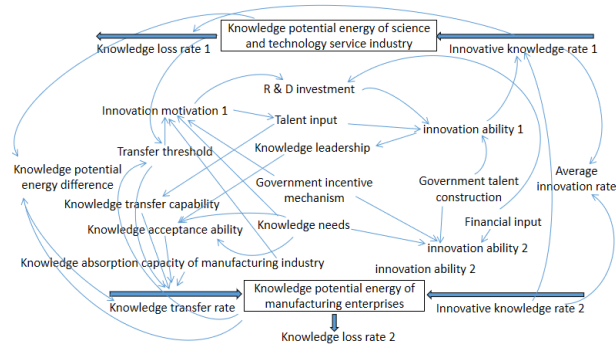 Knowledge potential energy of science
and technology service industry
Knowledge loss rate 1
Innovative knowledge rate 1
R & D investment
Innovation motivation 1
Talent input
innovation ability 1
Transfer threshold
Knowledge leadership
Knowledge potential
energy difference
Government incentive
mechanism
Government talent
construction
Average
innovation rate
Knowledge transfer capability
Knowledge acceptance ability
Knowledge needs
Financial input
innovation ability 2
Knowledge absorption capacity of manufacturing industry
innovation ability 2
Knowledge potential energy of
manufacturing enterprises
Knowledge transfer rate
Innovative knowledge rate 2
Knowledge loss rate 2